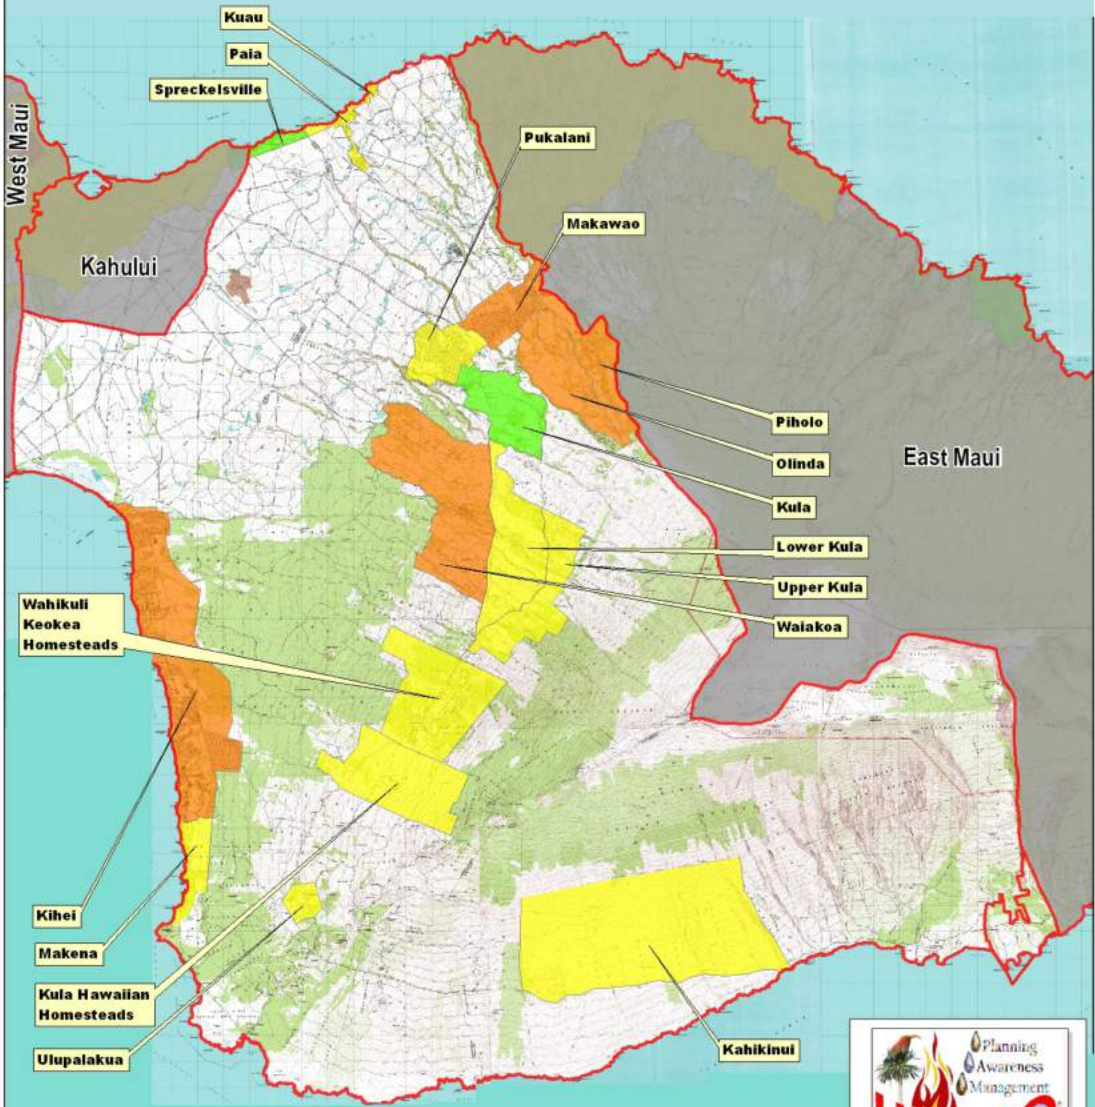 Kuau
Paia
Spreckelsville
Pukalani
West Maui
Makawao
Kahului
Piholo
Olinda
East Maui
Kula
Lower Kula
Upper Kula
Wahikuli
Keokea
Homesteads
Waiakoa
Kihei
Makena
Kula Hawaiian
Homesteads
Ulupalakua
Kahikinui
Planning
Awareness
Management